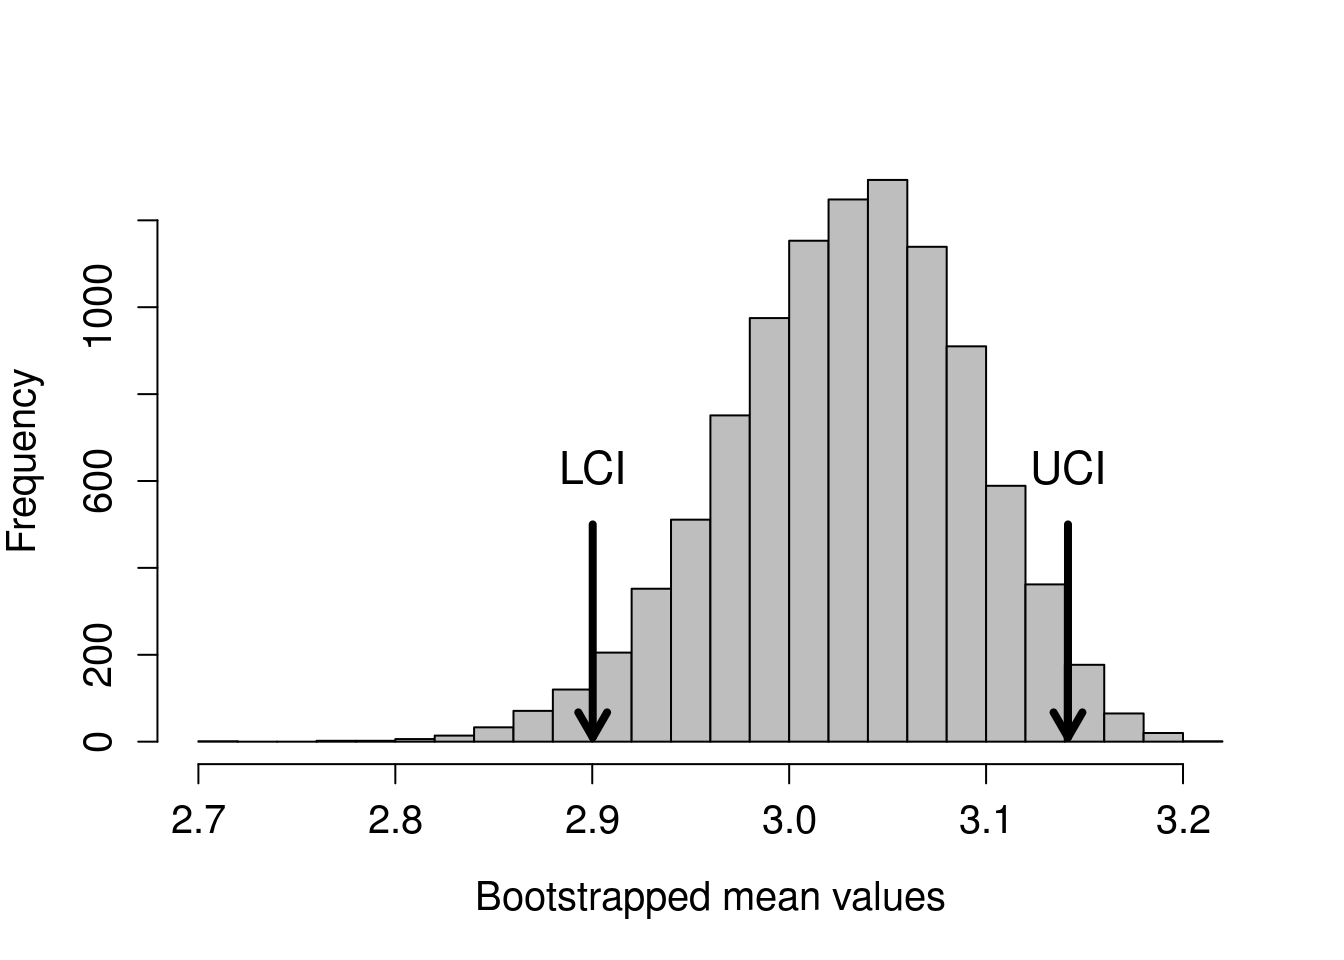 LCI
UCI
Frequency
0
200
600
1000
2.7
2.8
2.9
3.0
3.1
3.2
Bootstrapped mean values